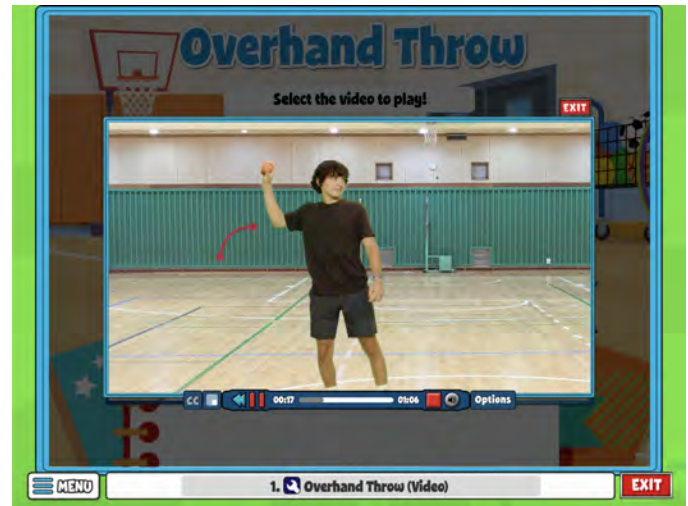 Overhand Throw
Select the video to play!
EXIT
CC 00:17 01:06 Options
MENU 1. Overhand Throw (Video) EXIT